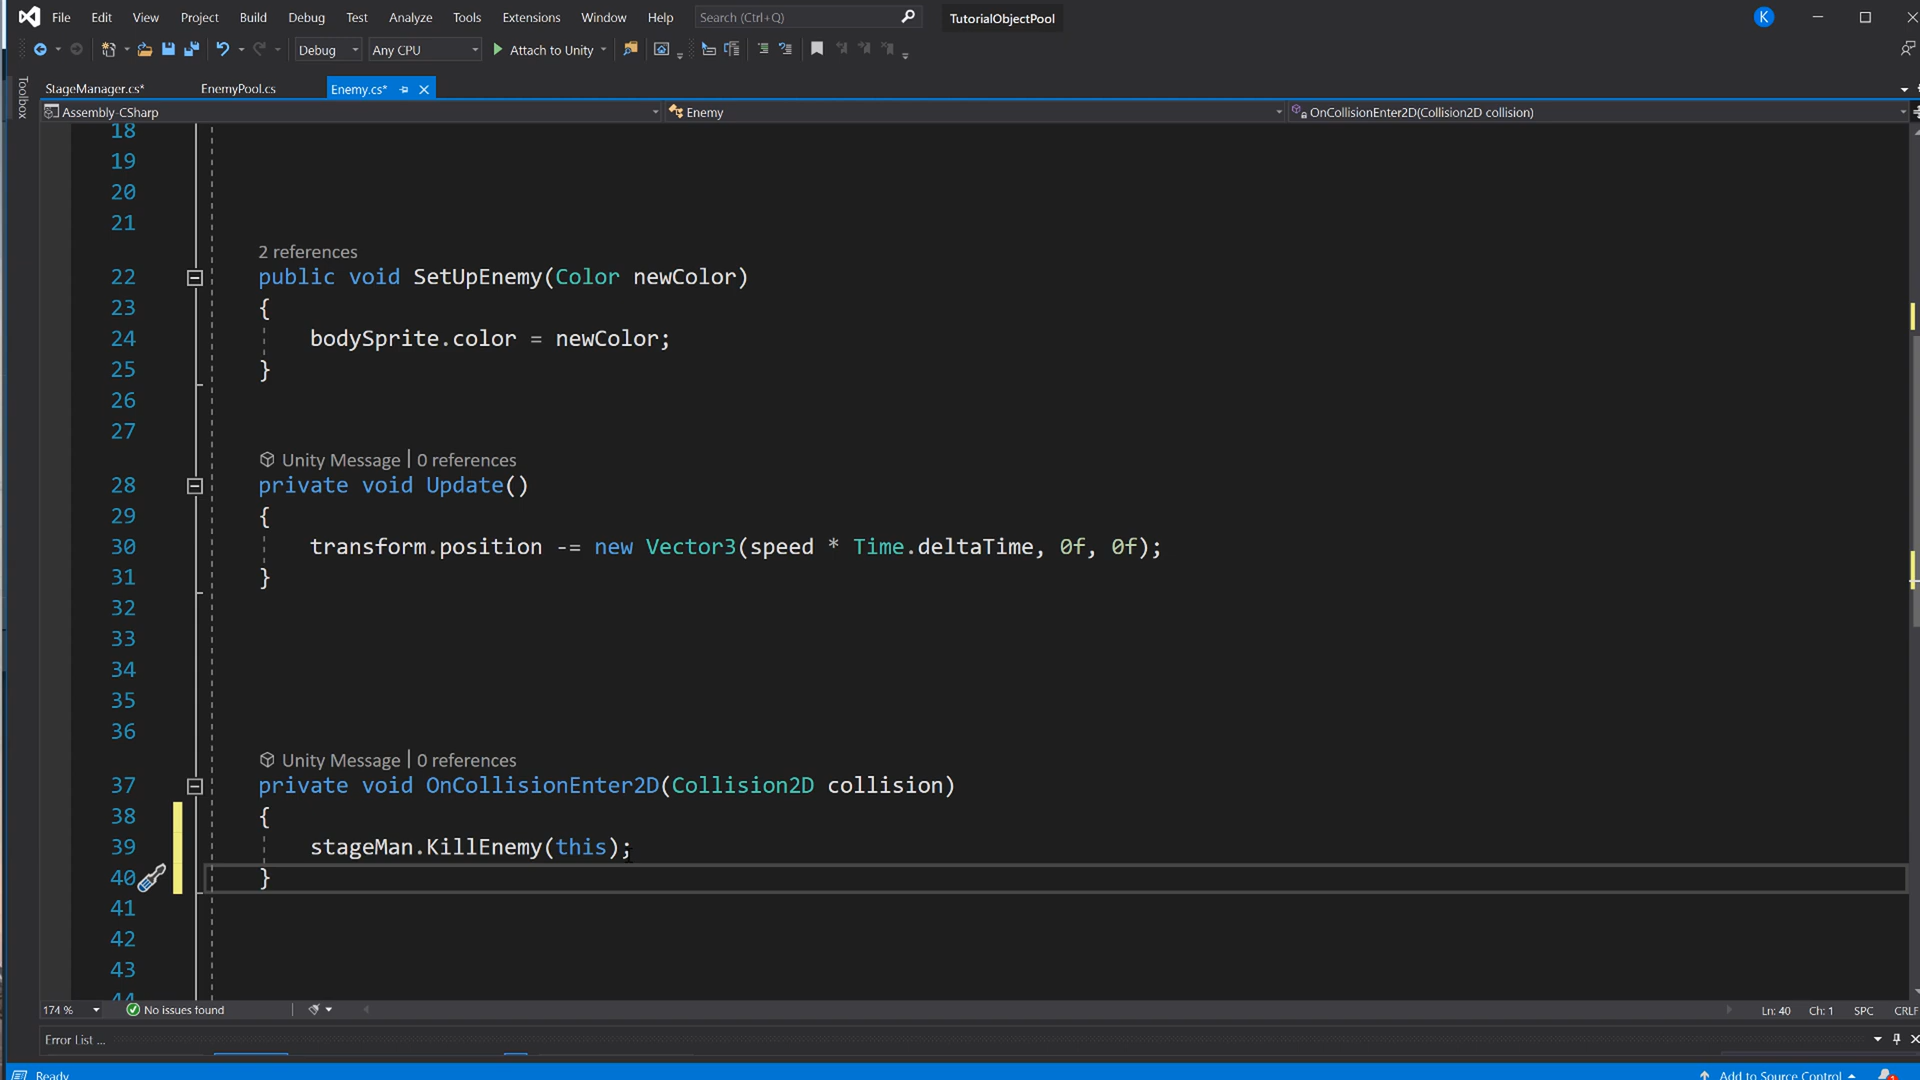 File Edit View Project Build Debug Test Analyze Tools Extensions Window Help Search (Ctrl+Q) TutorialObjectPool K
Debug Any CPU Attach to Unity
StageManager.cs* EnemyPool.cs Enemy.cs*
Toolbox
Assembly-CSharp Enemy OnCollisionEnter2D(Collision2D collision)
18
19
20
21
2 references
22 public void SetUpEnemy(Color newColor)
23 {
24 bodySprite.color = newColor;
25 }
26
27
Unity Message | 0 references
28 private void Update()
29 {
30 transform.position -= new Vector3(speed * Time.deltaTime, 0f, 0f);
31 }
32
33
34
35
36
Unity Message | 0 references
37 private void OnCollisionEnter2D(Collision2D collision)
38 {
39 stageMan.KillEnemy(this);
40 }
41
42
43
44
174 % No issues found Ln: 40 Ch: 1 SPC CRLF
Error List ...
Ready Add to Source Control